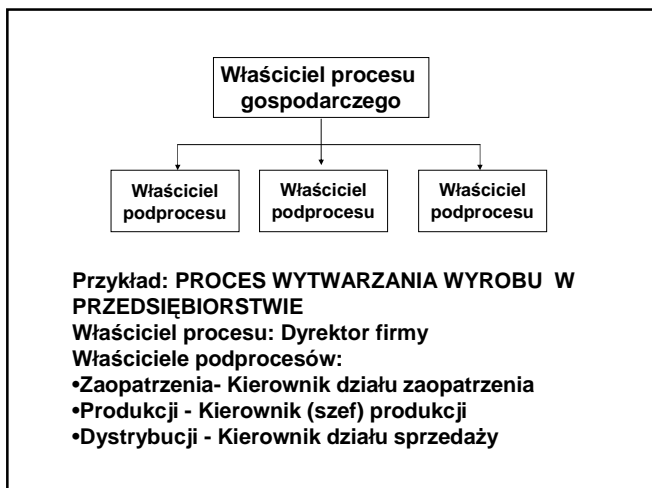 Właściciel procesu
gospodarczego
Właściciel
podprocesu
Właściciel
podprocesu
Właściciel
podprocesu
Przykład: PROCES WYTWARZANIA WYROBU W
PRZEDSIĘBIORSTWIE
Właściciel procesu: Dyrektor firmy
Właściciele podprocesów:
•Zaopatrzenia- Kierownik działu zaopatrzenia
•Produkcji - Kierownik (szef) produkcji
•Dystrybucji - Kierownik działu sprzedaży